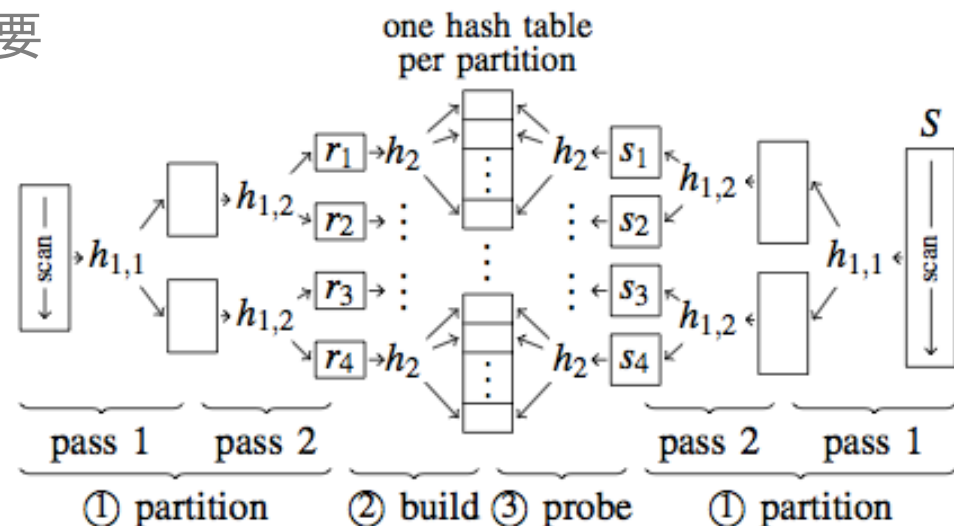 要
one hash table
per partition
S
scan
h1,1
h1,2
h1,2
r1
r2
r3
r4
h2
⋮
⋮
h2
⋮
⋮
⋮
h2
⋮
⋮
h2
s1
s2
s3
s4
h1,2
h1,2
h1,1
scan
pass 1
pass 2
pass 2
pass 1
① partition
② build
③ probe
① partition